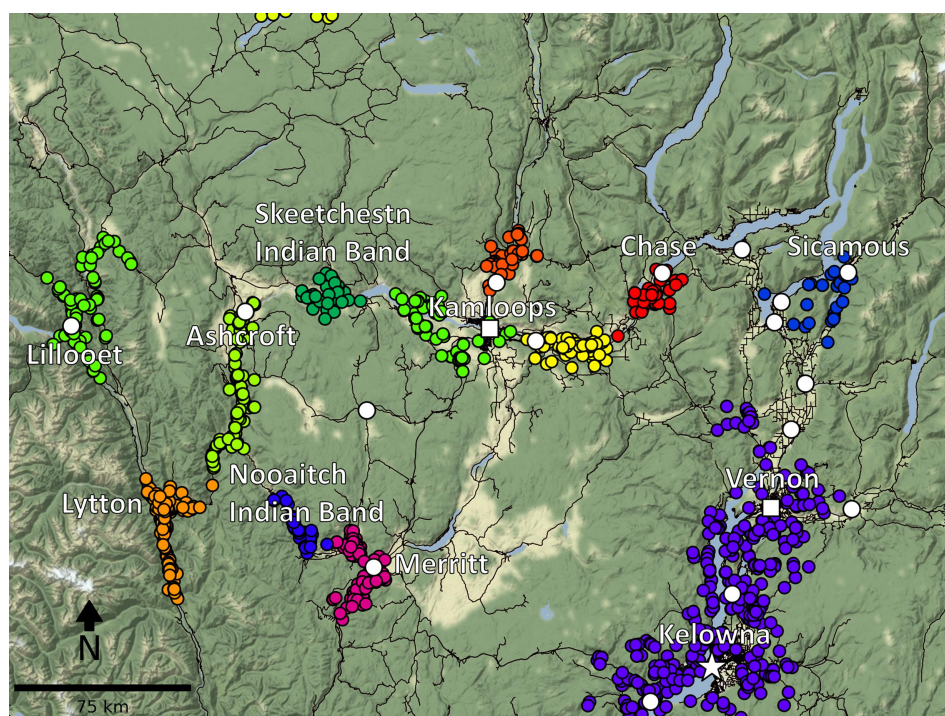 Skeetchestn
Indian Band
Chase
Sicamous
Kamloops
Ashcroft
Lillooet
Nooaitch
Indian Band
Lytton
Vernon
Merritt
Kelowna
N
75 km